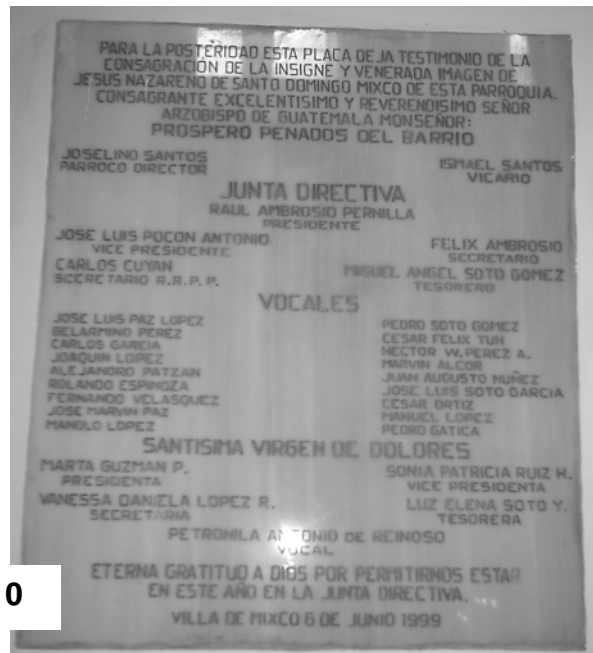 PARA LA POSTERIDAD ESTA PLACA DEJA TESTIMONIO DE LA
CONSAGRACIÓN DE LA INSIGNE Y VENERADA IMAGEN DE
JESUS NAZARENO DE SANTO DOMINGO MIXCO DE ESTA PARROQUIA.
CONSAGRANTE EXCELENTISIMO Y REVERENDISIMO SEÑOR
ARZOBISPO DE GUATEMALA MONSEÑOR:
PROSPERO PENADOS DEL BARRIO
JOSELINO SANTOS ISMAEL SANTOS
PARROCO DIRECTOR VICARIO
JUNTA DIRECTIVA
RAUL AMBROSIO PERNILLA
PRESIDENTE
JOSE LUIS POCON ANTONIO FELIX AMBROSIO
VICE PRESIDENTE SECRETARIO
CARLOS CUYAN MIGUEL ANGEL SOTO GOMEZ
SECRETARIO R.R.P.P. TESORERO
VOCALES
JOSE LUIS PAZ LOPEZ PEDRO SOTO GOMEZ
BELARMINO PEREZ CESAR FELIX TUH
CARLOS GARCIA HECTOR W. PEREZ A.
JOAQUIN LOPEZ MARVIN ALCOR
ALEJANDRO PATZAN JUAN AUGUSTO NUÑEZ
ROLANDO ESPINOZA JOSE LUIS SOTO GARCIA
FERNANDO VELASQUEZ CESAR ORTIZ
JOSE MARVIN PAZ MANUEL LOPEZ
MANOLO LOPEZ PEDRO GATICA
SANTISIMA VIRGEN DE DOLORES
MARTA GUZMAN P. SONIA PATRICIA RUIZ H.
PRESIDENTA VICE PRESIDENTA
VANESSA DANIELA LOPEZ R. LUZ ELENA SOTO Y.
SECRETARIA TESORERA
PETRONILA ANTONIO DE REINOSO
VOCAL
ETERNA GRATITUD A DIOS POR PERMITIRNOS ESTAR
EN ESTE AÑO EN LA JUNTA DIRECTIVA.
VILLA DE MIXCO 6 DE JUNIO 1999
0